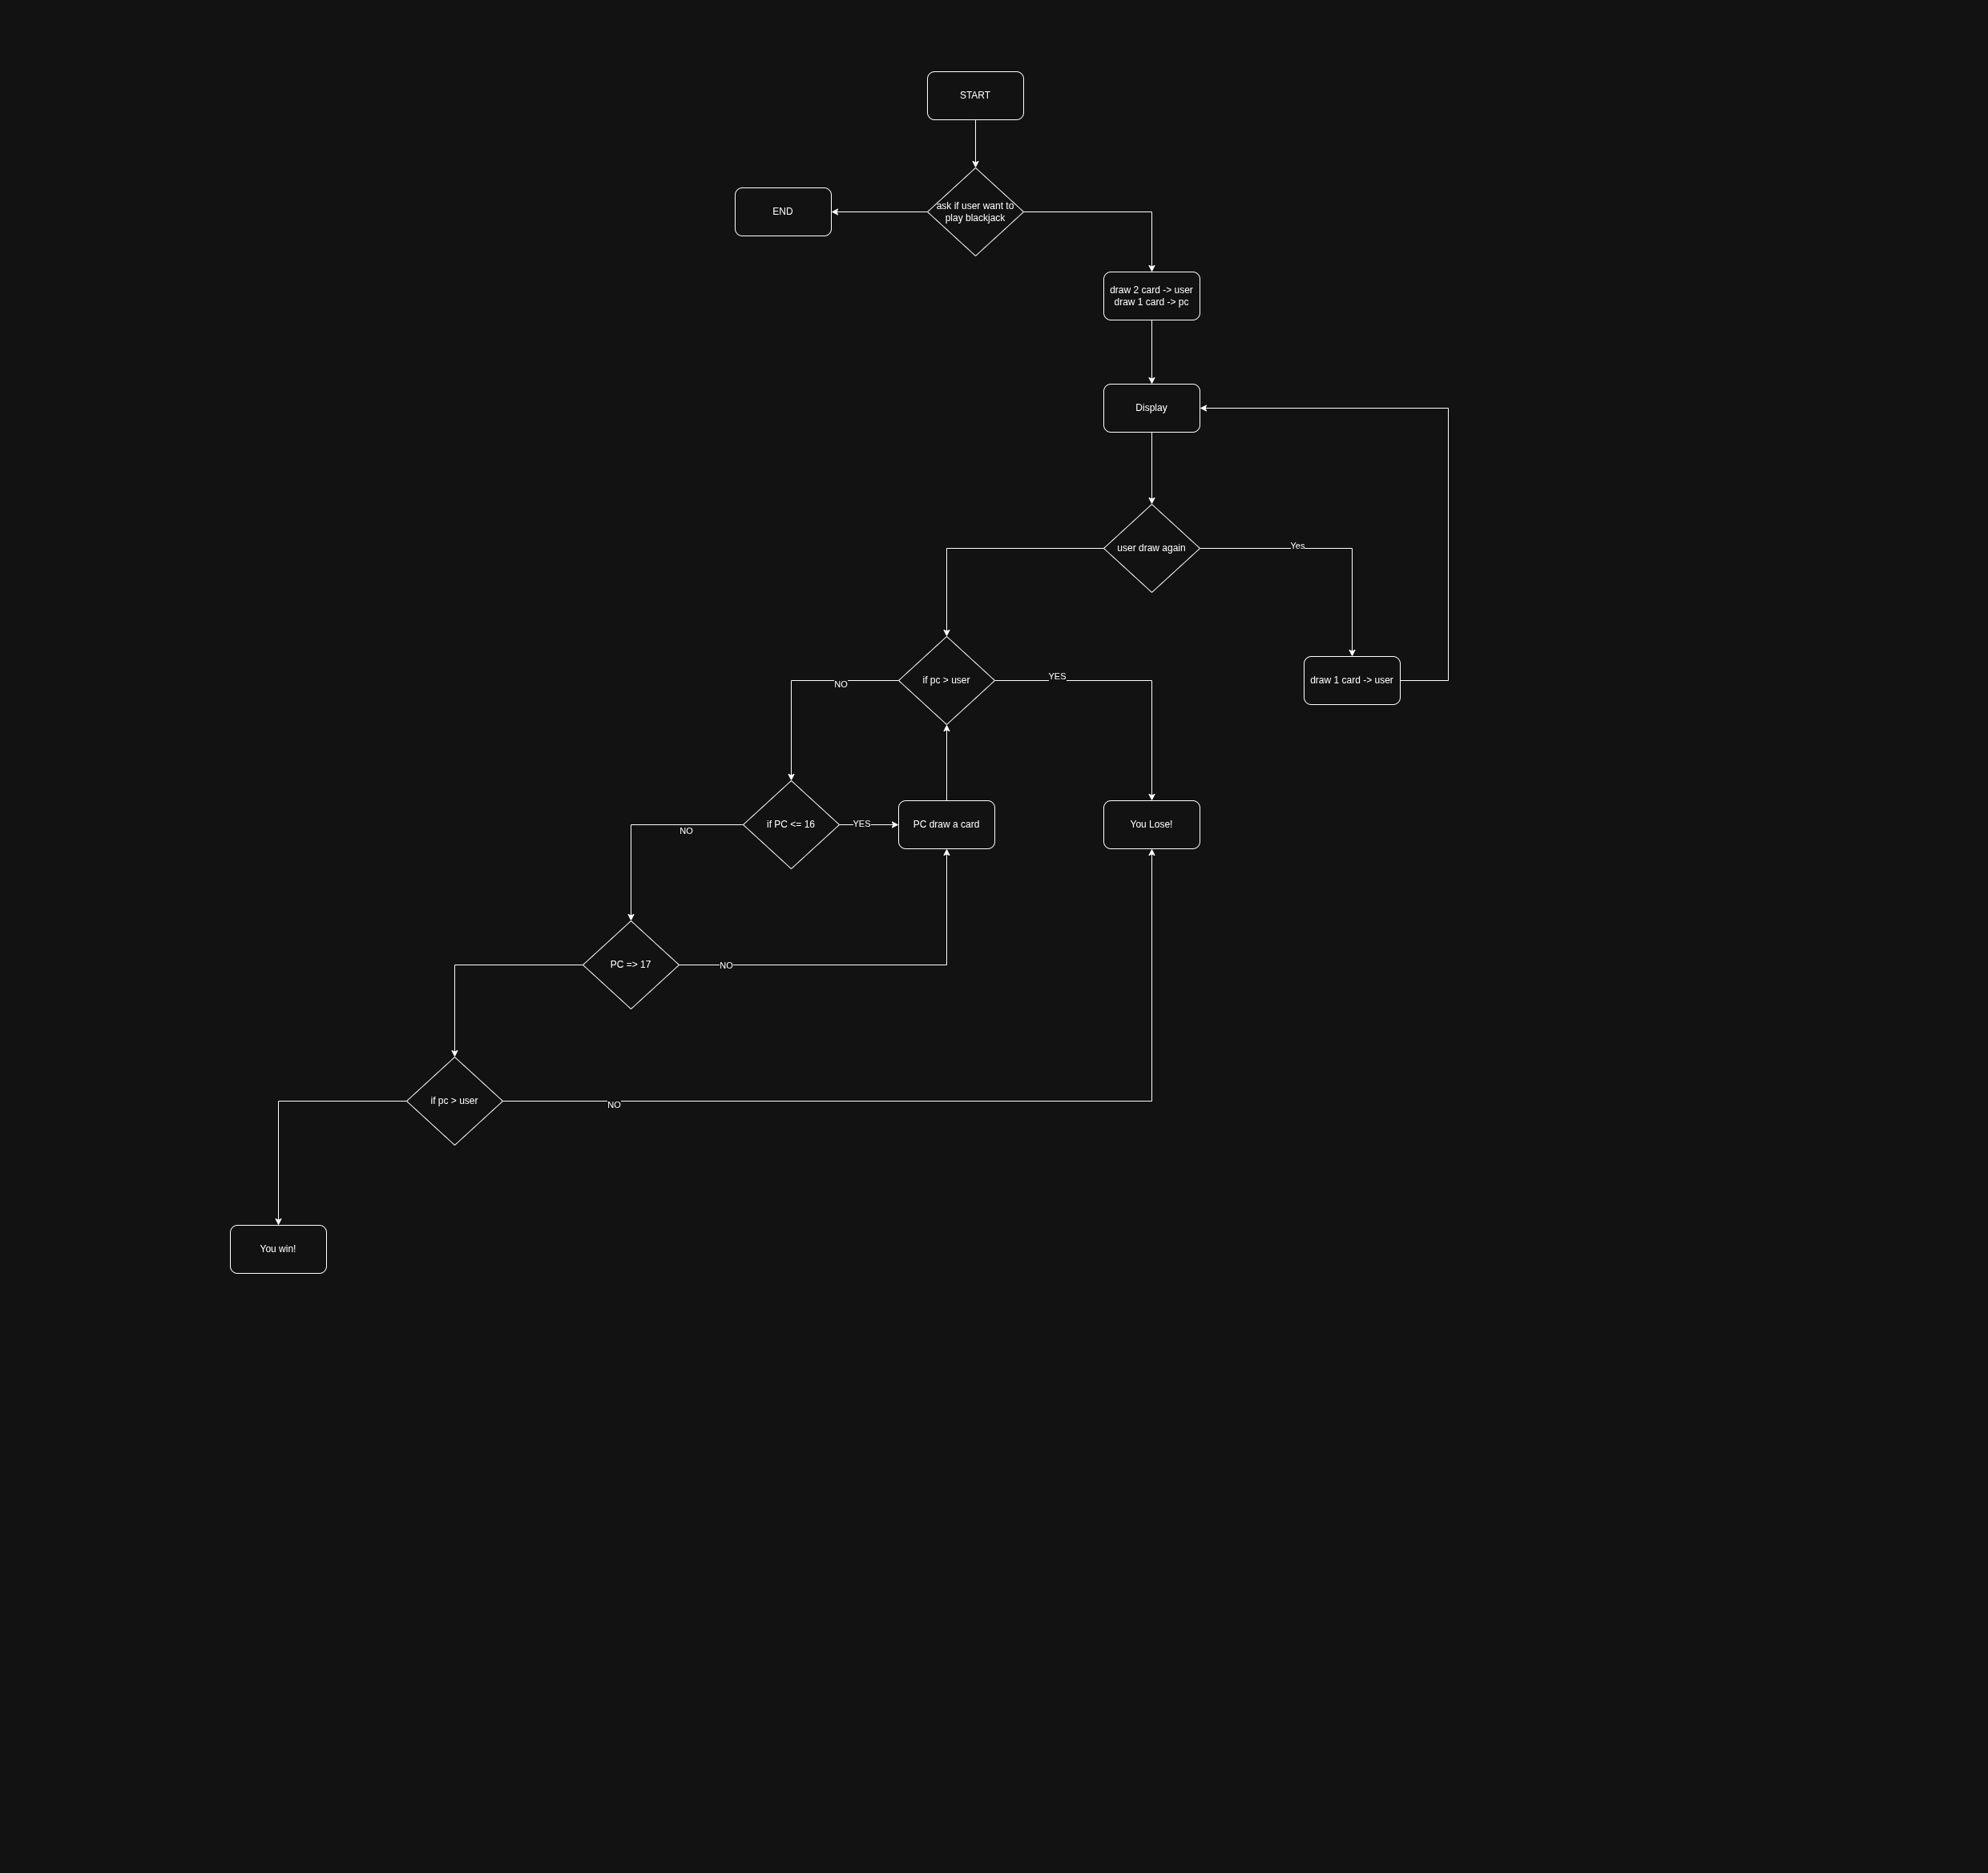 START
ask if user want to
play blackjack
END
draw 2 card -> user
draw 1 card -> pc
Display
user draw again
Yes
draw 1 card -> user
if pc > user
YES
NO
if PC <= 16
YES
PC draw a card
You Lose!
NO
PC => 17
NO
if pc > user
NO
You win!